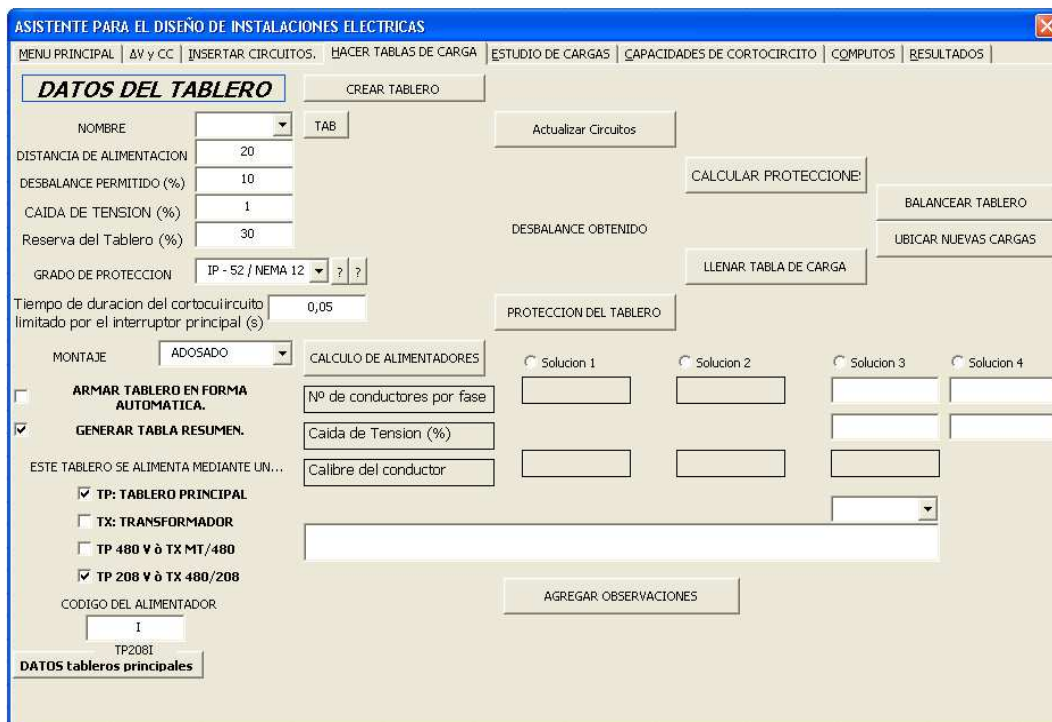 ASISTENTE PARA EL DISEÑO DE INSTALACIONES ELECTRICAS
MENU PRINCIPAL | ΔV y CC | INSERTAR CIRCUITOS. | HACER TABLAS DE CARGA | ESTUDIO DE CARGAS | CAPACIDADES DE CORTOCIRCITO | COMPUTOS | RESULTADOS |
DATOS DEL TABLERO
CREAR TABLERO
NOMBRE
TAB
Actualizar Circuitos
DISTANCIA DE ALIMENTACION 20
DESBALANCE PERMITIDO (%) 10
CALCULAR PROTECCIONE
CAIDA DE TENSION (%) 1
BALANCEAR TABLERO
Reserva del Tablero (%) 30
DESBALANCE OBTENIDO
UBICAR NUEVAS CARGAS
GRADO DE PROTECCION IP - 52 / NEMA 12 ? ?
LLENAR TABLA DE CARGA
Tiempo de duracion del cortocuiircuito
limitado por el interruptor principal (s)
0,05
PROTECCION DEL TABLERO
MONTAJE ADOSADO
CALCULO DE ALIMENTADORES
Solucion 1
Solucion 2
Solucion 3
Solucion 4
ARMAR TABLERO EN FORMA
AUTOMATICA.
Nº de conductores por fase
GENERAR TABLA RESUMEN.
Caida de Tension (%)
ESTE TABLERO SE ALIMENTA MEDIANTE UN...
Calibre del conductor
TP: TABLERO PRINCIPAL
TX: TRANSFORMADOR
TP 480 V ò TX MT/480
TP 208 V ò TX 480/208
AGREGAR OBSERVACIONES
CODIGO DEL ALIMENTADOR
I
TP208I
DATOS tableros principales